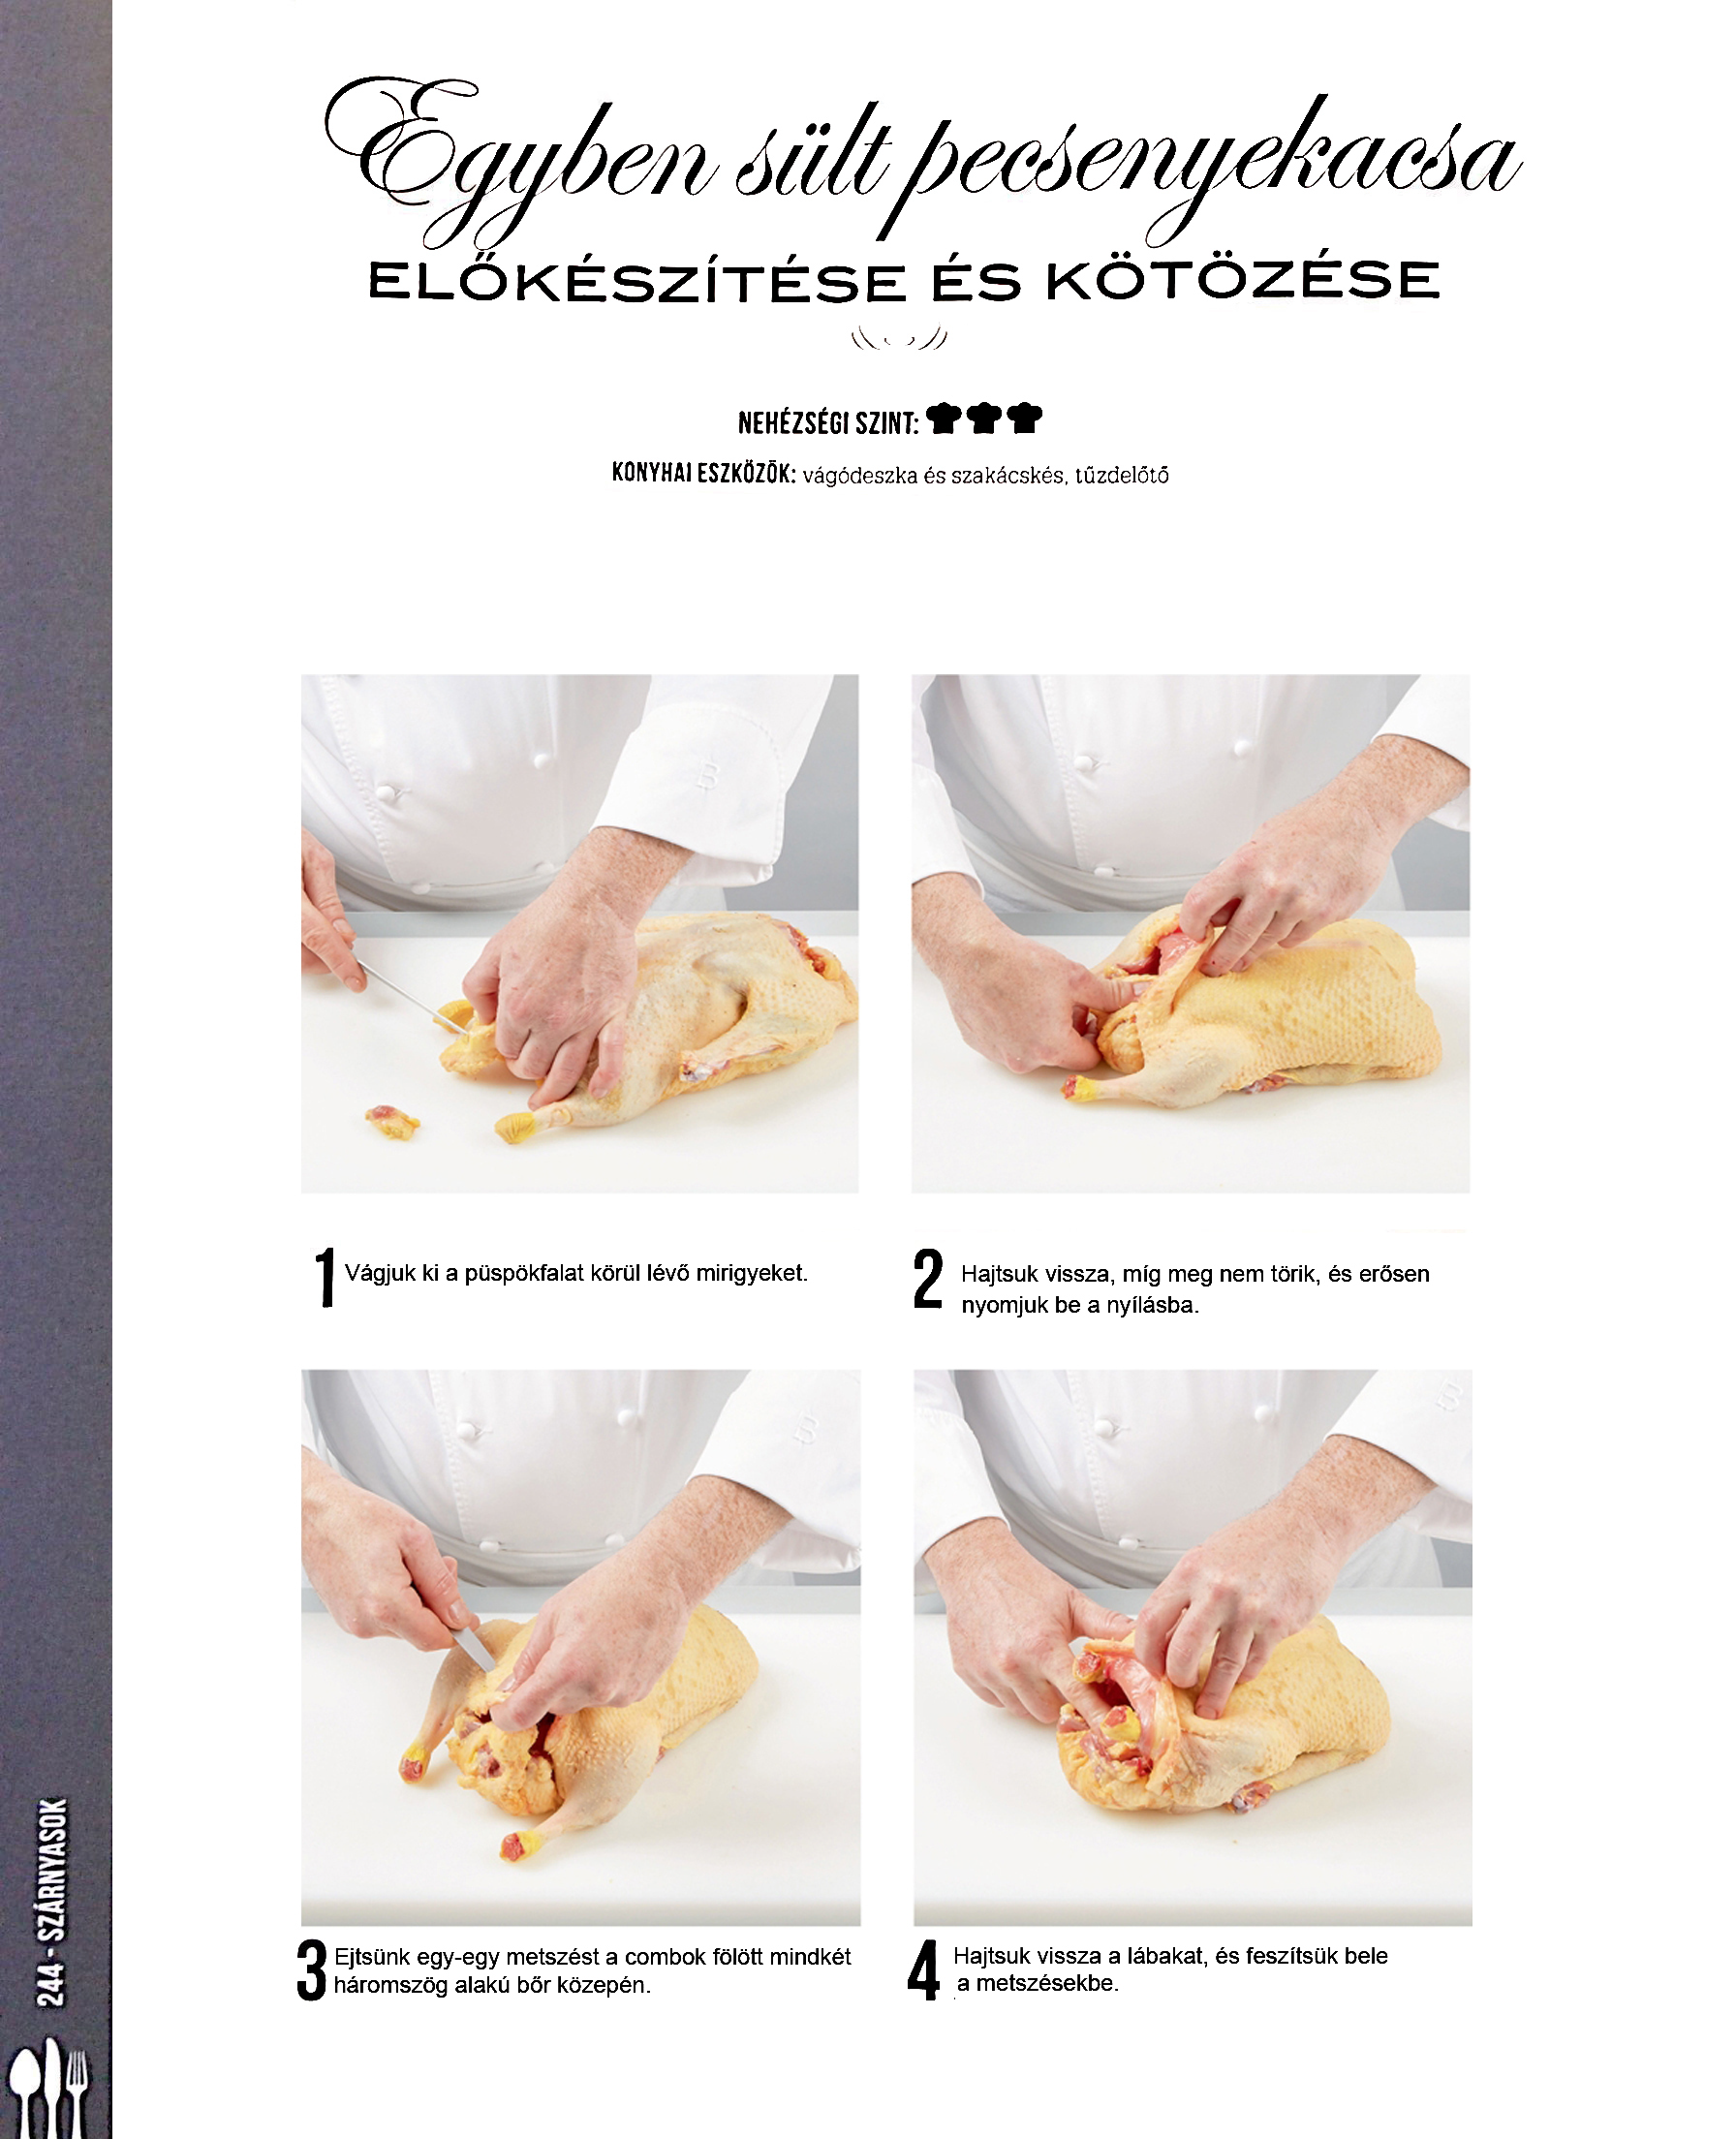 Egyben sült pecsenyekacsa
ELŐKÉSZÍTÉSE ÉS KÖTÖZÉSE
NEHÉZSÉGI SZINT:
KONYHAI ESZKÖZÖK: vágódeszka és szakácskés, tűzdelőtő
B
1 Vágjuk ki a püspökfalat körül lévő mirigyeket.
2 Hajtsuk vissza, míg meg nem törik, és erősen
nyomjuk be a nyílásba.
B
B
3 Ejtsünk egy-egy metszést a combok fölött mindkét
háromszög alakú bőr közepén.
4 Hajtsuk vissza a lábakat, és feszítsük bele
a metszésekbe.
244 - SZÁRNYASOK